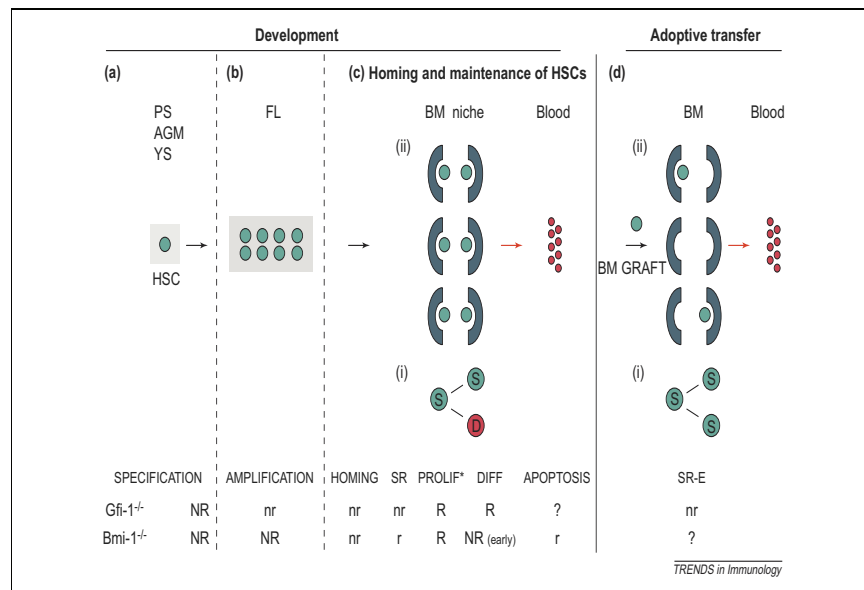 Development
Adoptive transfer
(a)
(b)
(c) Homing and maintenance of HSCs
(d)
PS
AGM
YS
FL
BM niche
Blood
BM
Blood
(ii)
(ii)
HSC
BM GRAFT
(i)
(i)
S
S
D
S
S
S
SPECIFICATION AMPLIFICATION HOMING SR PROLIF* DIFF APOPTOSIS SR-E
Gfi-1-/- NR nr nr nr R R ? nr
Bmi-1-/- NR NR nr r R NR (early) r ?
TRENDS in Immunology